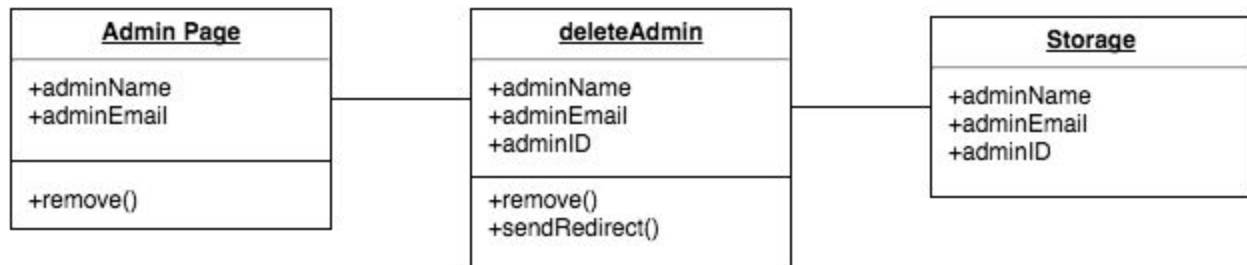 Admin Page
+adminName
+adminEmail
+remove()
deleteAdmin
+adminName
+adminEmail
+adminID
+remove()
+sendRedirect()
Storage
+adminName
+adminEmail
+adminID